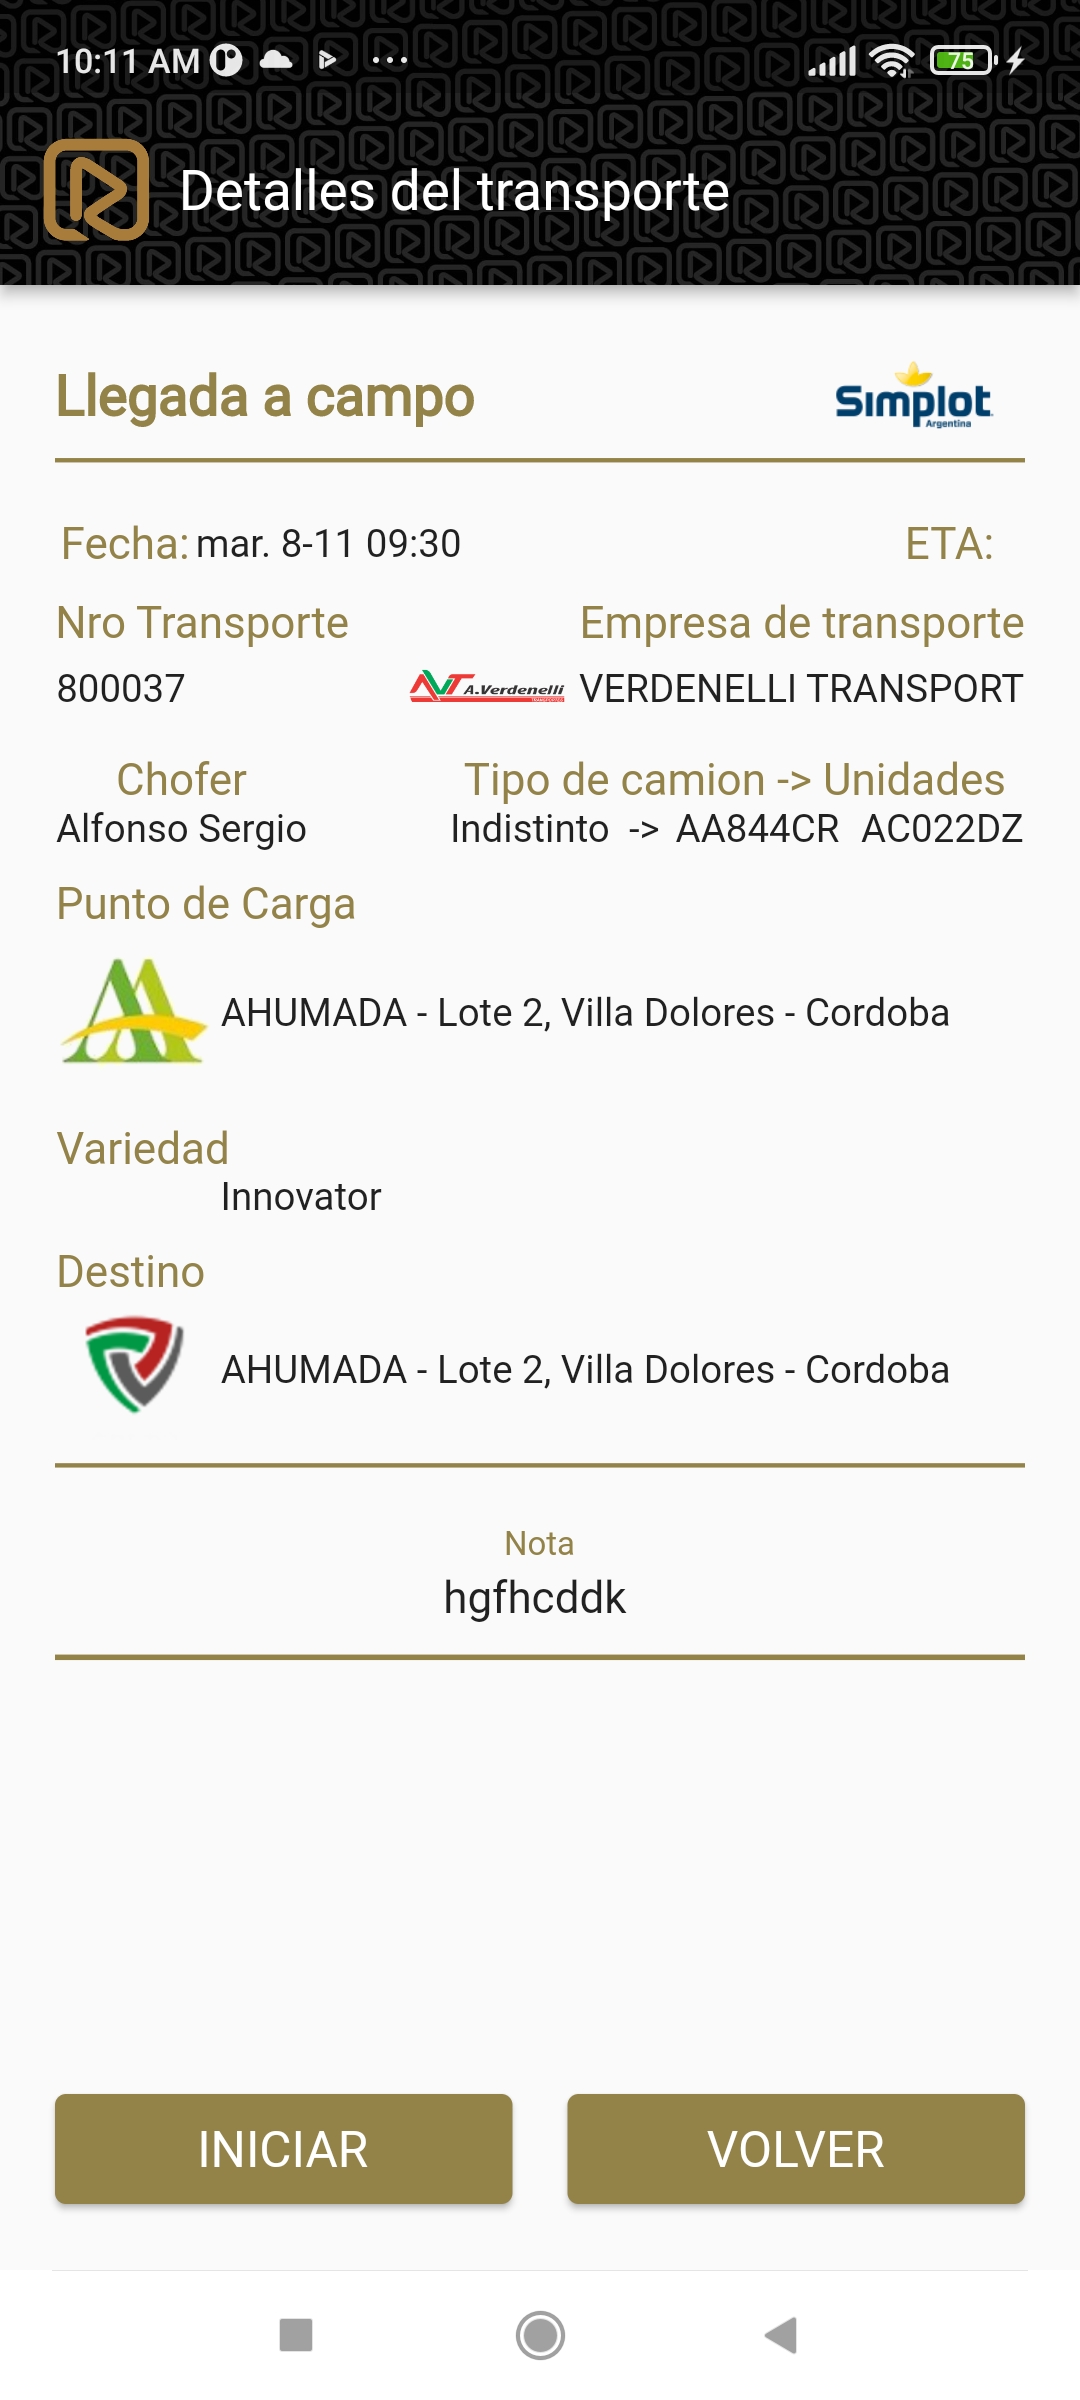 10:11 AM 75
Detalles del transporte
Llegada a campo
Simplot
Argentina
Fecha: mar. 8-11 09:30 ETA:
Nro Transporte Empresa de transporte
800037 A.Verdenelli VERDENELLI TRANSPORT
Chofer Tipo de camion -> Unidades
Alfonso Sergio Indistinto -> AA844CR AC022DZ
Punto de Carga
AHUMADA - Lote 2, Villa Dolores - Cordoba
Variedad
Innovator
Destino
AHUMADA - Lote 2, Villa Dolores - Cordoba
Nota
hgfhcddk
INICIAR VOLVER